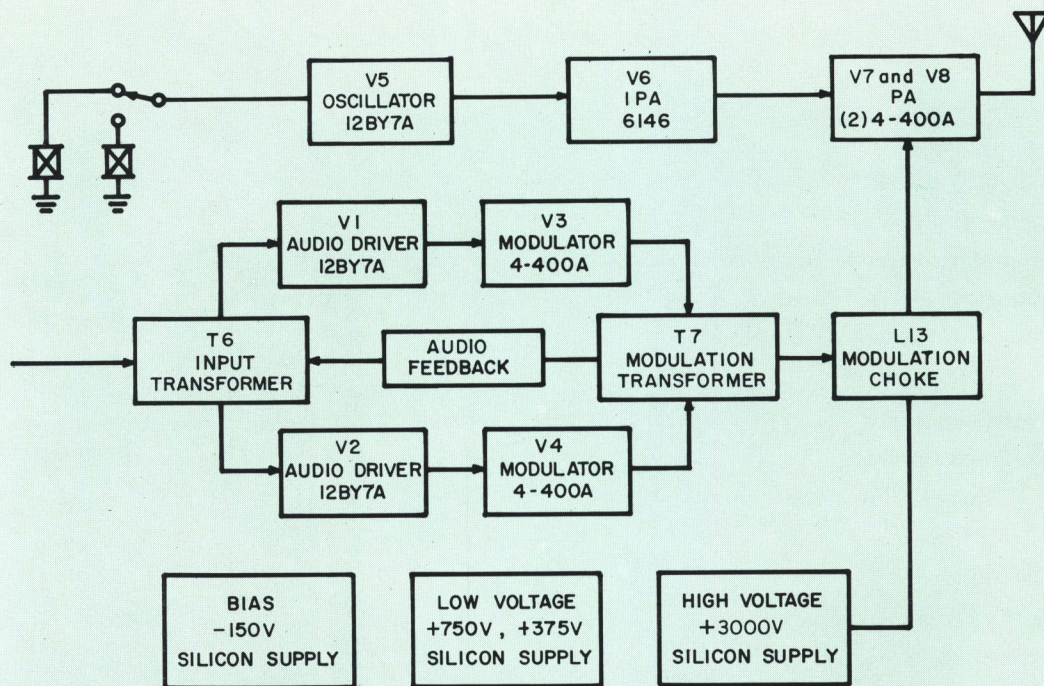 V5
OSCILLATOR
12BY7A
V6
IPA
6146
V7 and V8
PA
(2) 4-400A
V1
AUDIO DRIVER
12BY7A
V3
MODULATOR
4-400A
T6
INPUT
TRANSFORMER
AUDIO
FEEDBACK
T7
MODULATION
TRANSFORMER
L13
MODULATION
CHOKE
V2
AUDIO DRIVER
12BY7A
V4
MODULATOR
4-400A
BIAS
-150V
SILICON SUPPLY
LOW VOLTAGE
+750V, +375V
SILICON SUPPLY
HIGH VOLTAGE
+3000V
SILICON SUPPLY